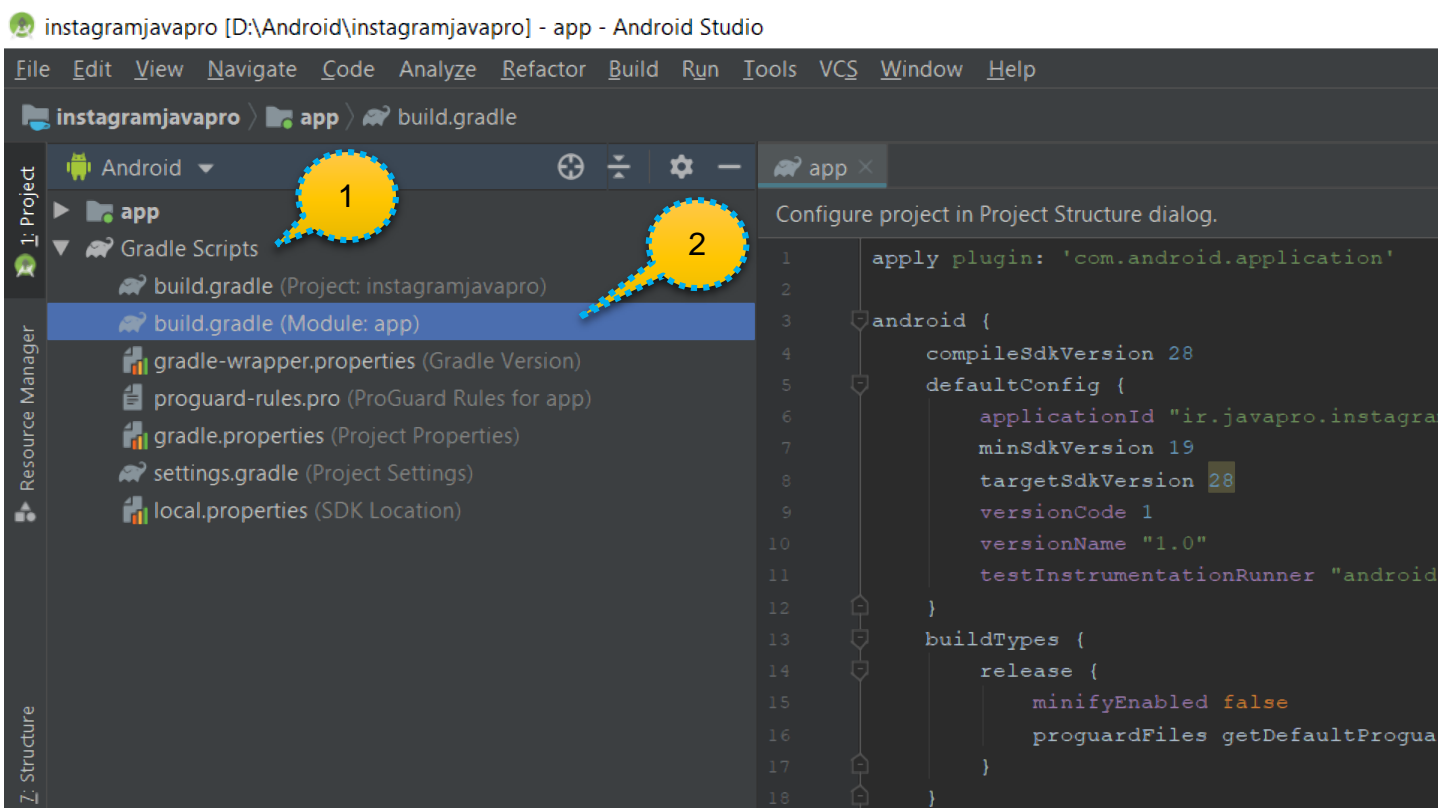 instagramjavapro [D:\Android\instagramjavapro] - app - Android Studio
File Edit View Navigate Code Analyze Refactor Build Run Tools VCS Window Help
instagramjavapro app build.gradle
1: Project
Resource Manager
7: Structure
Android
1
app
Gradle Scripts
2
build.gradle (Project: instagramjavapro)
build.gradle (Module: app)
gradle-wrapper.properties (Gradle Version)
proguard-rules.pro (ProGuard Rules for app)
gradle.properties (Project Properties)
settings.gradle (Project Settings)
local.properties (SDK Location)
app
Configure project in Project Structure dialog.
1 apply plugin: 'com.android.application'
2
3 android {
4 compileSdkVersion 28
5 defaultConfig {
6 applicationId "ir.javapro.instagra
7 minSdkVersion 19
8 targetSdkVersion 28
9 versionCode 1
10 versionName "1.0"
11 testInstrumentationRunner "android
12 }
13 buildTypes {
14 release {
15 minifyEnabled false
16 proguardFiles getDefaultProgua
17 }
18 }